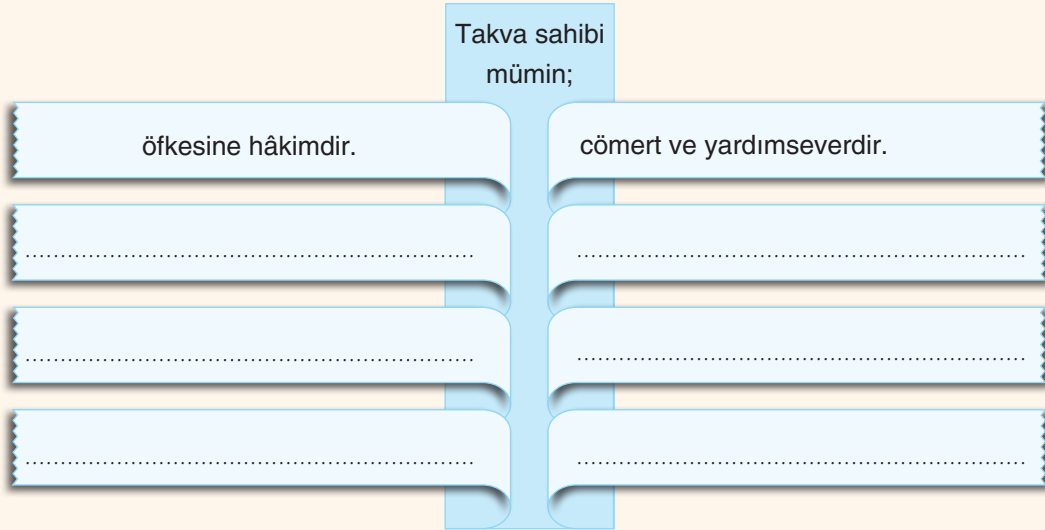 Takva sahibi
mümin;
öfkesine hâkimdir.
cömert ve yardımseverdir.
................................................................
................................................................
................................................................
................................................................
................................................................
................................................................